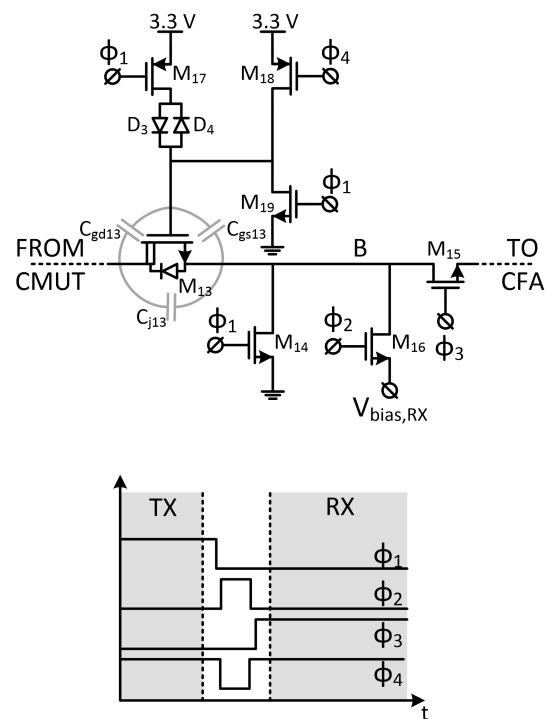 3.3 V 3.3 V
ϕ1 M17 M18 ϕ4
D3 D4
M19 ϕ1
Cgd13 Cgs13
FROM B M15 TO
CMUT M13 CFA
Cj13
ϕ1 M14 ϕ2 M16 ϕ3
Vbias,RX
TX RX
ϕ1
ϕ2
ϕ3
ϕ4
t